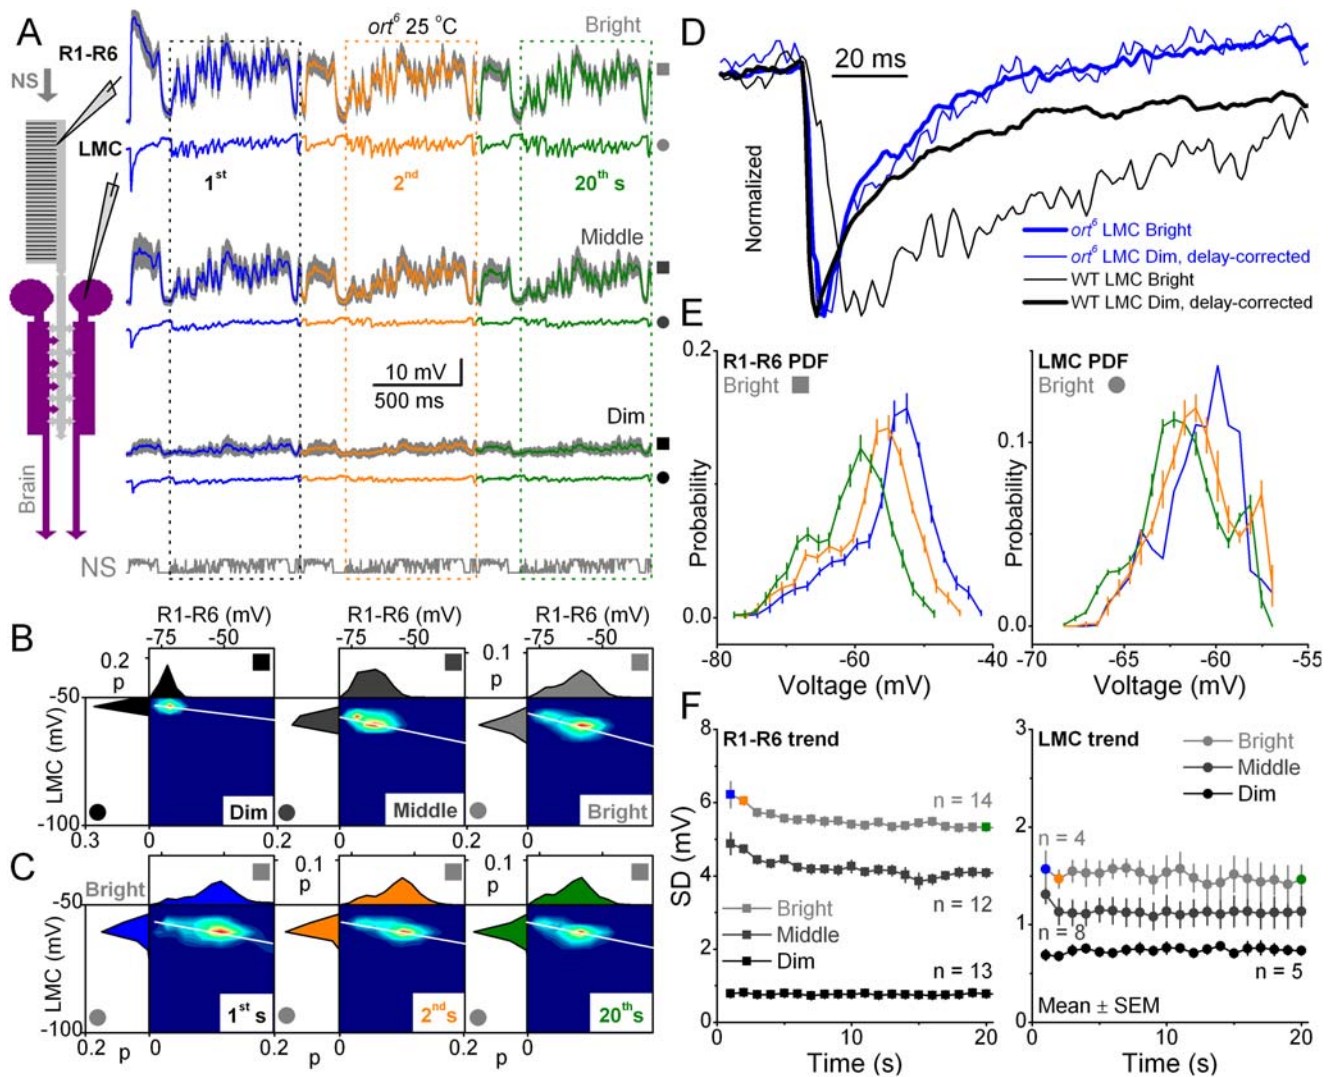 A
R1-R6
NS
LMC
Brain
ort⁶ 25 °C
Bright
1st
2nd
20th s
Middle
10 mV
500 ms
Dim
NS
D
20 ms
Normalized
ort⁶ LMC Bright
ort⁶ LMC Dim, delay-corrected
WT LMC Bright
WT LMC Dim, delay-corrected
E
0.2
R1-R6 PDF
Bright
Probability
0.0
-80 -60 -40
Voltage (mV)
LMC PDF
Bright
0.1
Probability
0.0
-70 -65 -60 -55
Voltage (mV)
B
R1-R6 (mV) R1-R6 (mV) R1-R6 (mV)
-75 -50 -75 -50 -75 -50
0.2
p
0.1
p
-50
LMC (mV)
-100
Dim
Middle
Bright
0.3 0 0.2 0 0.2 0
C
Bright
0.1
p
0.1
p
-50
LMC (mV)
-100
1st s
2nd s
20th s
0.2 p 0 0.2 p 0 0.2 p 0
F
8
6
4
2
0
SD (mV)
R1-R6 trend
n = 14
Bright
n = 12
Middle
Dim
n = 13
0 10 20
Time (s)
3
2
1
0
LMC trend
Bright
Middle
Dim
n = 4
n = 8
n = 5
Mean ± SEM
0 10 20
Time (s)